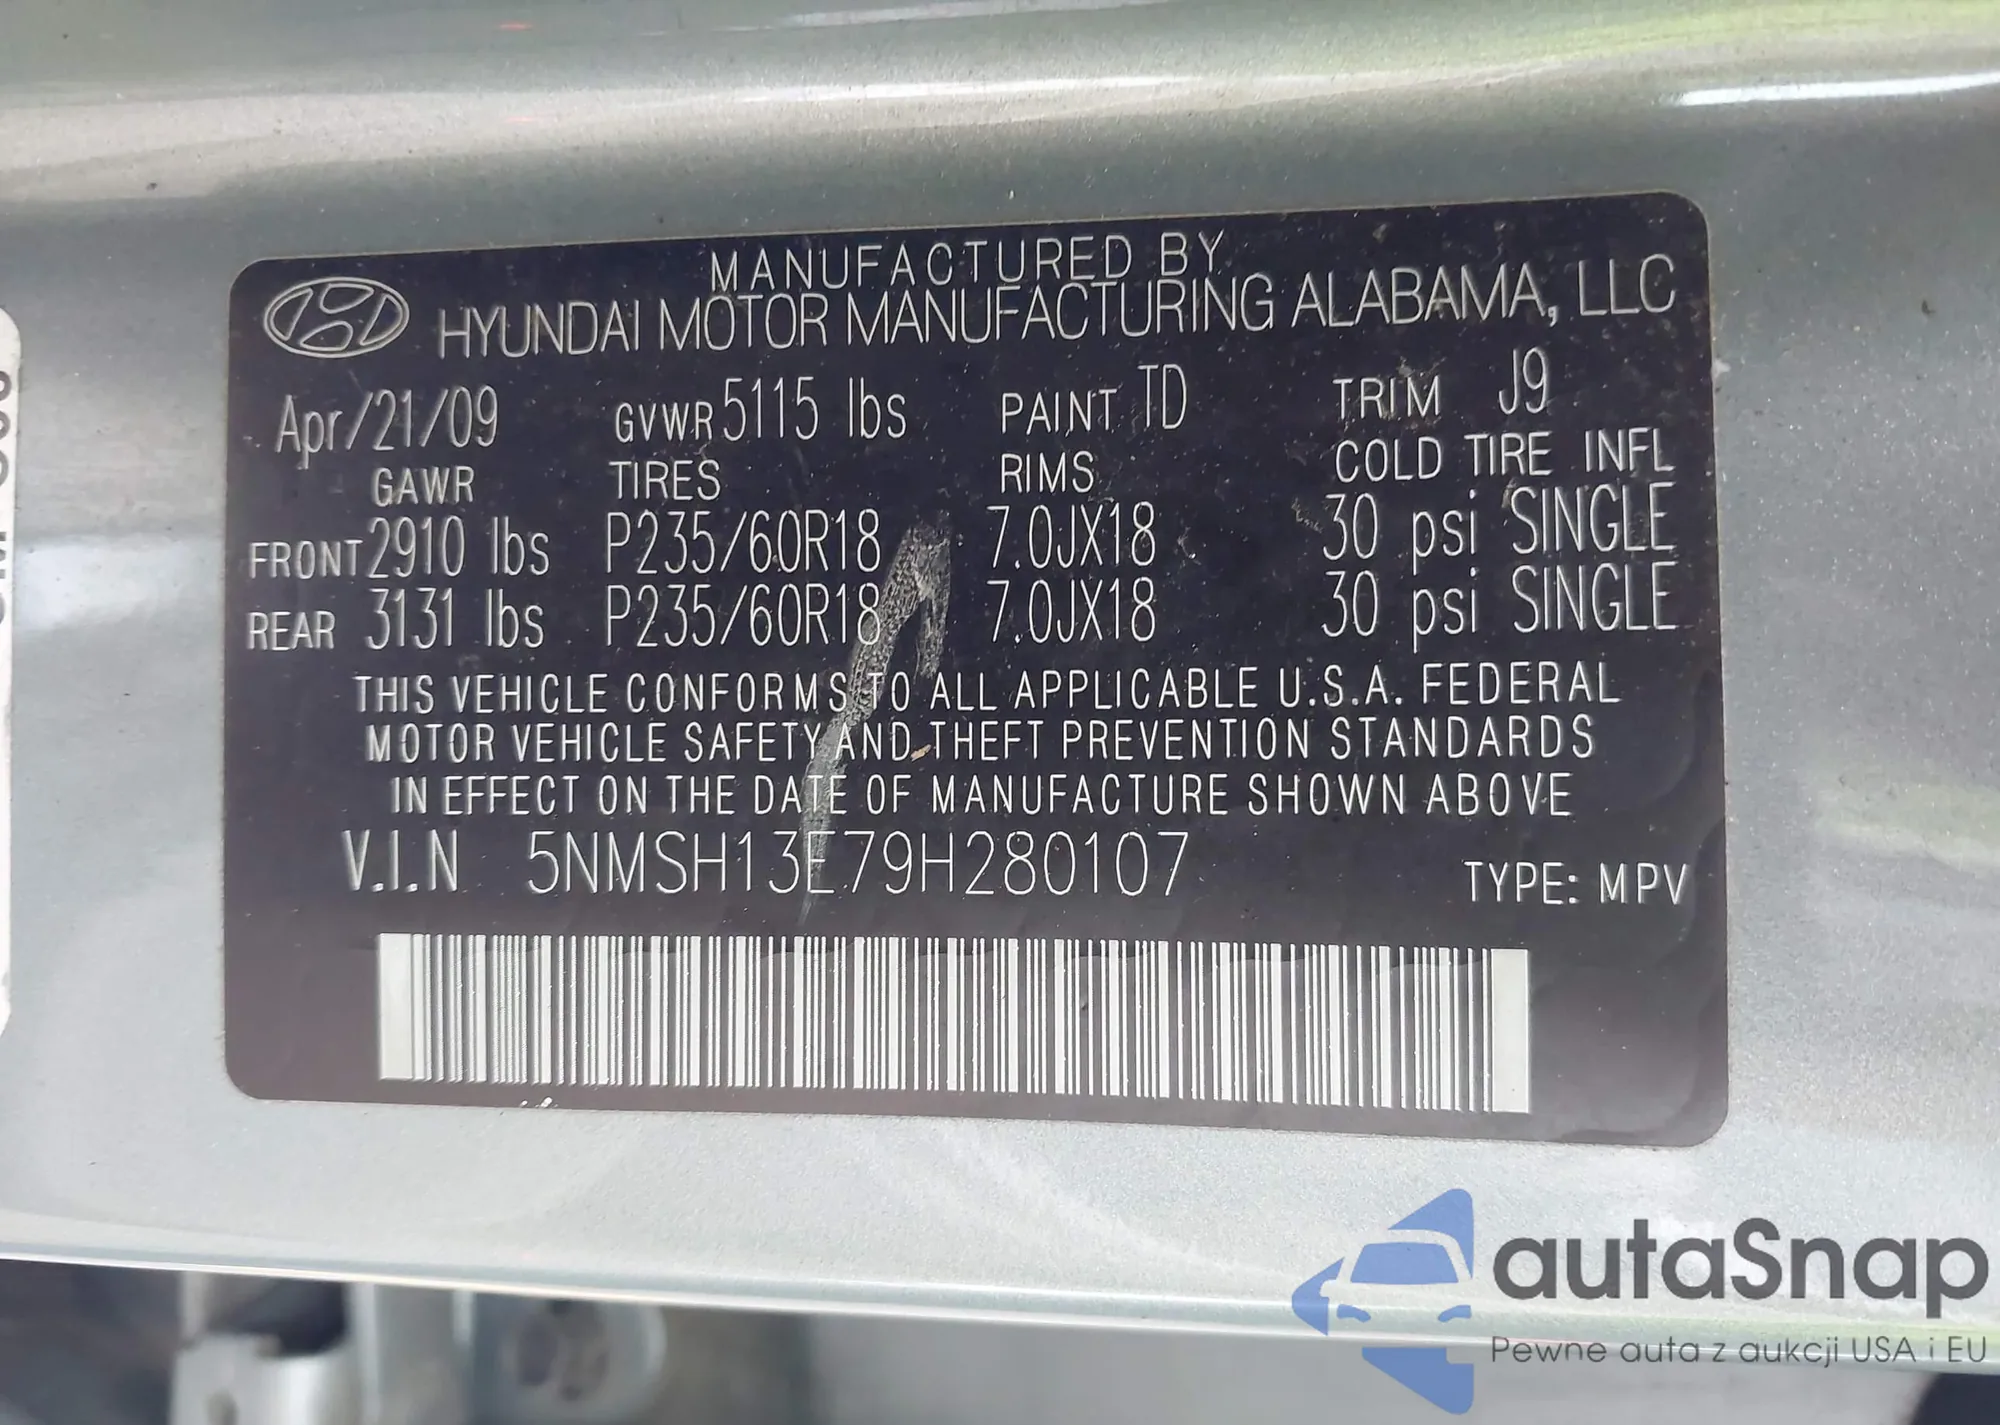 MANUFACTURED BY
HYUNDAI MOTOR MANUFACTURING ALABAMA, LLC
Apr/21/09 GVWR 5115 lbs PAINT TD TRIM J9
GAWR TIRES RIMS COLD TIRE INFL
FRONT 2910 lbs P235/60R18 7.0JX18 30 psi SINGLE
REAR 3131 lbs P235/60R18 7.0JX18 30 psi SINGLE
THIS VEHICLE CONFORMS TO ALL APPLICABLE U.S.A. FEDERAL
MOTOR VEHICLE SAFETY AND THEFT PREVENTION STANDARDS
IN EFFECT ON THE DATE OF MANUFACTURE SHOWN ABOVE
V.I.N 5NMSH13E79H280107 TYPE: MPV
autaSnap
Pewne auta z aukcji USA i EU